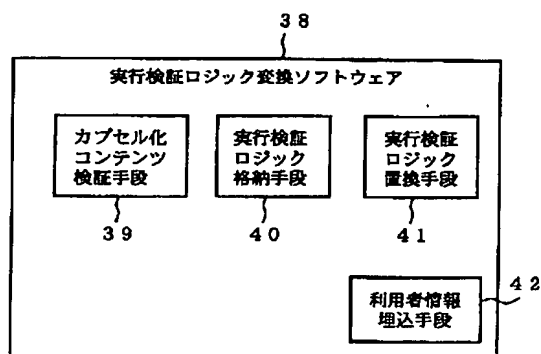 38
実行検証ロジック変換ソフトウェア
カプセル化
コンテンツ
検証手段
実行検証
ロジック
格納手段
実行検証
ロジック
置換手段
39
40
41
利用者情報
埋込手段
42